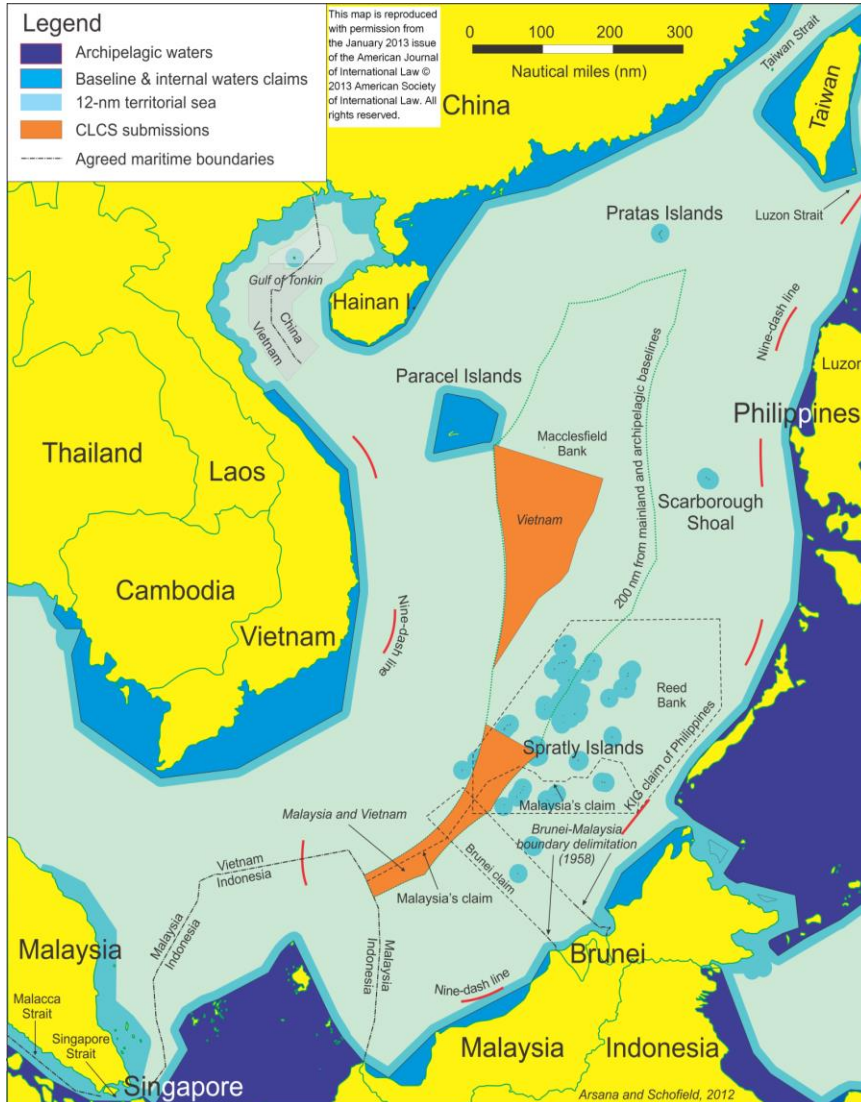 Legend
Archipelagic waters
Baseline & internal waters claims
12-nm territorial sea
CLCS submissions
Agreed maritime boundaries
This map is reproduced
with permission from
the January 2013 issue
of the American Journal
of International Law ©
2013 American Society
of International Law. All
rights reserved.
0 100 200 300
Nautical miles (nm)
China
Taiwan Strait
Taiwan
Luzon Strait
Pratas Islands
Gulf of Tonkin
Hainan I.
China
Vietnam
Nine-dash line
Luzon
Paracel Islands
Macclesfield
Bank
Philippines
Thailand
Laos
Vietnam
Scarborough
Shoal
200 nm from mainland and archipelagic baselines
Cambodia
Vietnam
Nine-dash line
Reed
Bank
Spratly Islands
KIG claim of Philippines
Malaysia's claim
Malaysia and Vietnam
Brunei-Malaysia
boundary delimitation
(1958)
Brunei claim
Vietnam
Indonesia
Malaysia's claim
Malaysia
Indonesia
Malaysia
Indonesia
Malaysia
Brunei
Nine-dash line
Malacca
Strait
Singapore
Strait
Singapore
Malaysia
Indonesia
Arsana and Schofield, 2012